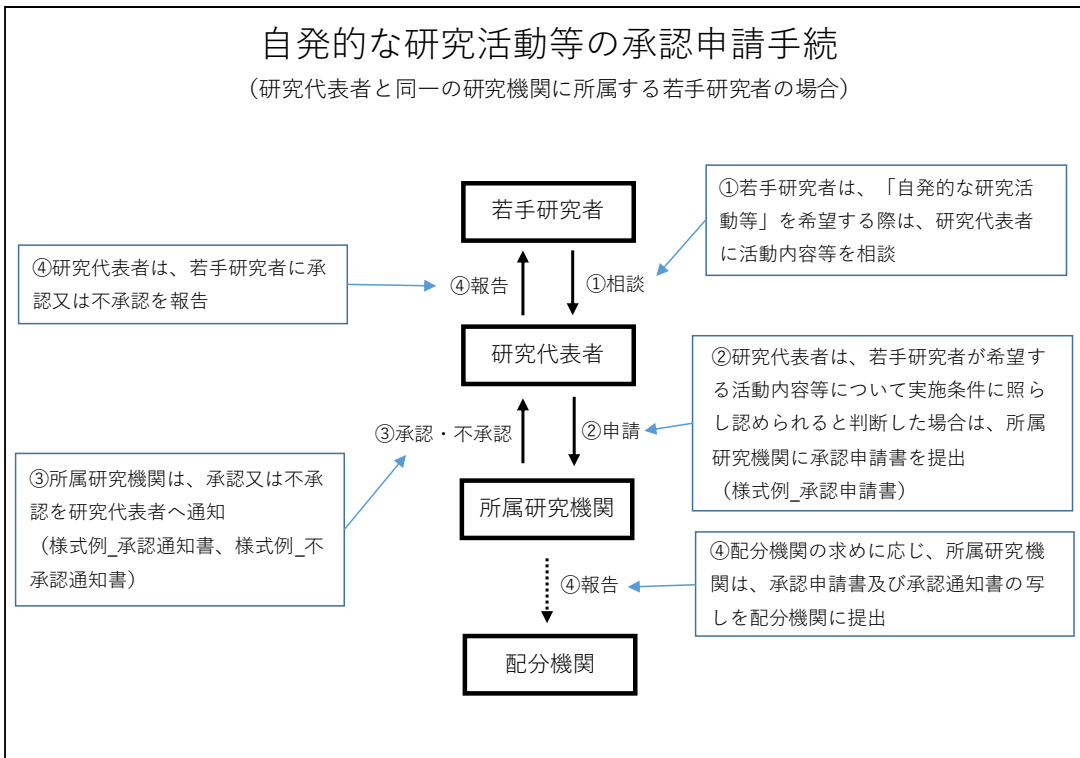 自発的な研究活動等の承認申請手続
（研究代表者と同一の研究機関に所属する若手研究者の場合）
若手研究者
①若手研究者は、「自発的な研究活
動等」を希望する際は、研究代表者
に活動内容等を相談
④研究代表者は、若手研究者に承
認又は不承認を報告
④報告
①相談
研究代表者
②研究代表者は、若手研究者が希望す
る活動内容等について実施条件に照ら
し認められると判断した場合は、所属
研究機関に承認申請書を提出
（様式例_承認申請書）
③承認・不承認
②申請
③所属研究機関は、承認又は不承
認を研究代表者へ通知
（様式例_承認通知書、様式例_不
承認通知書）
所属研究機関
④配分機関の求めに応じ、所属研究機
関は、承認申請書及び承認通知書の写
しを配分機関に提出
④報告
配分機関